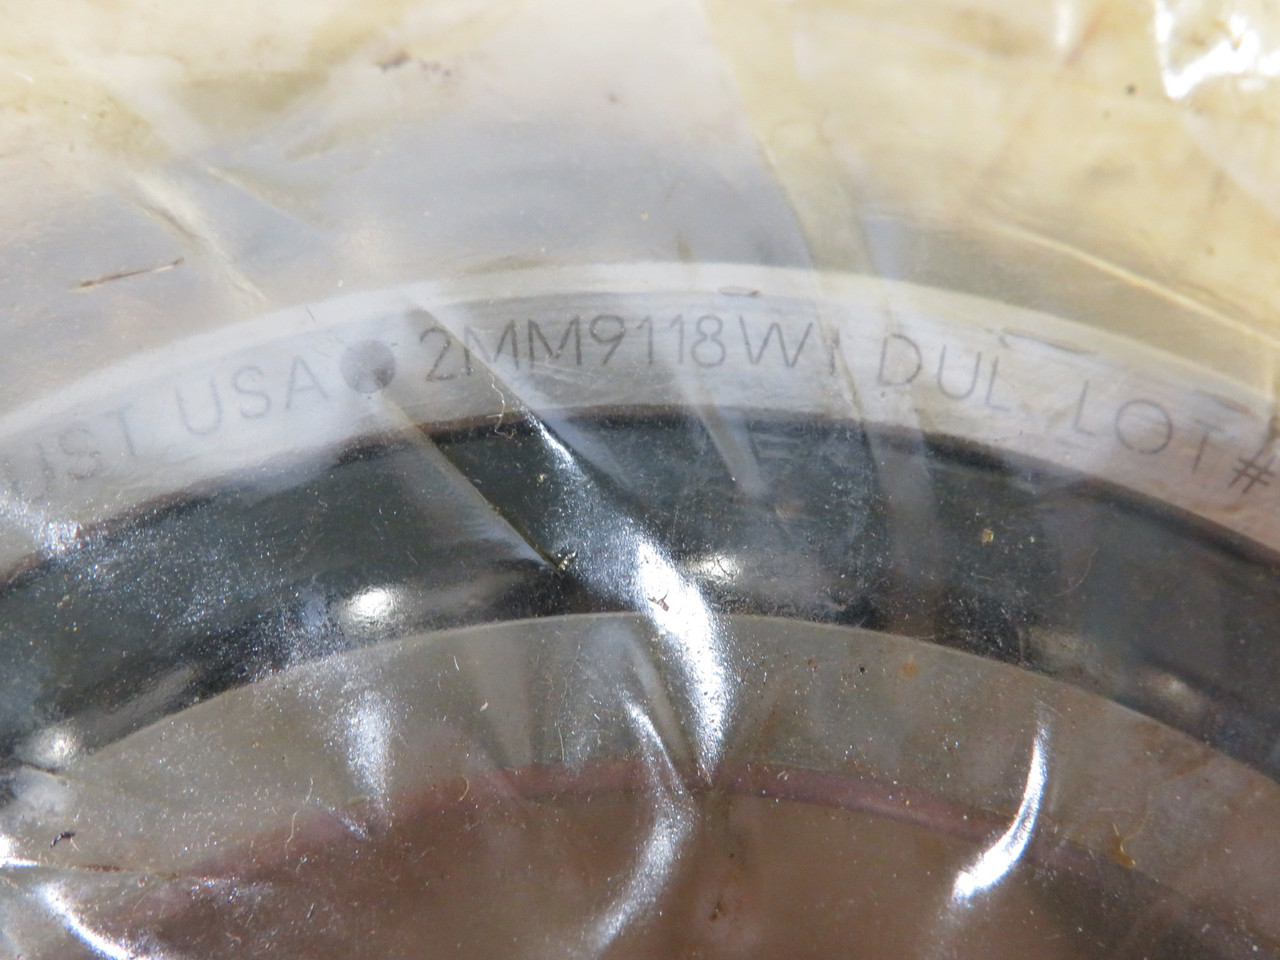 UST USA 2MM9118WI DUL LOT#